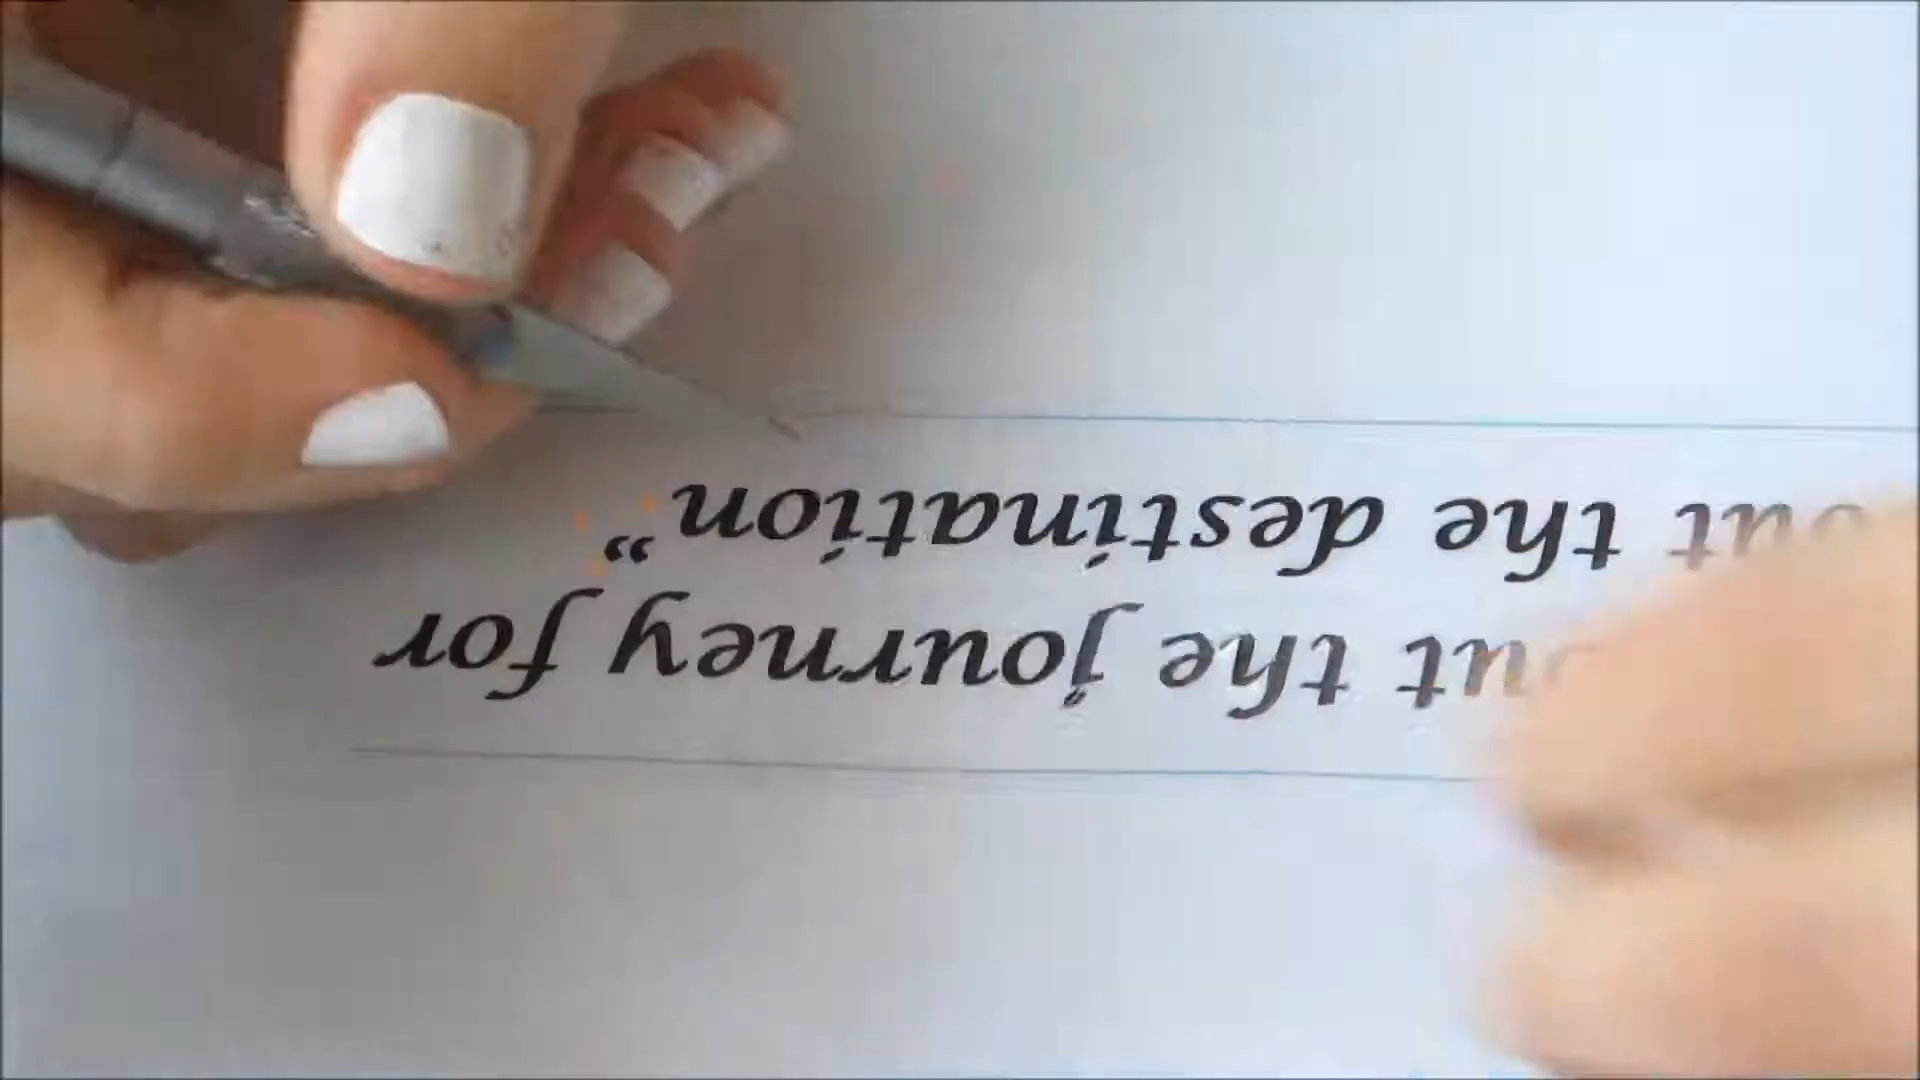 the journey for
the destination”